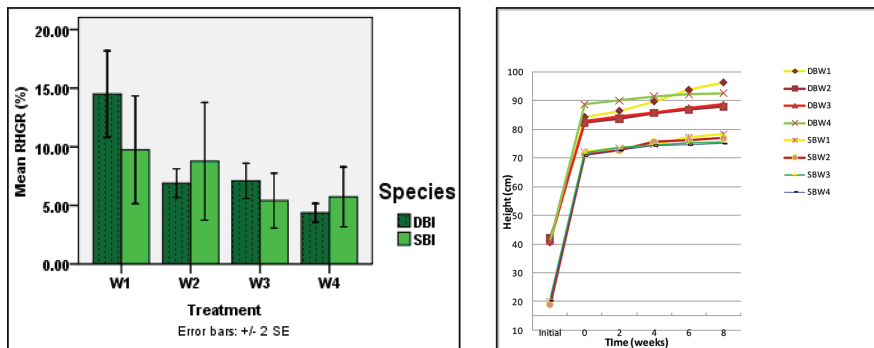 20.00
15.00
10.00
5.00
0.00
Mean RHGR (%)
W1 W2 W3 W4
Treatment
Error bars: +/- 2 SE
Species
DBI
SBI
100
90
80
70
60
50
40
30
20
10
Height (cm)
Initial 0 2 4 6 8
TIme (weeks)
DBW1
DBW2
DBW3
DBW4
SBW1
SBW2
SBW3
SBW4